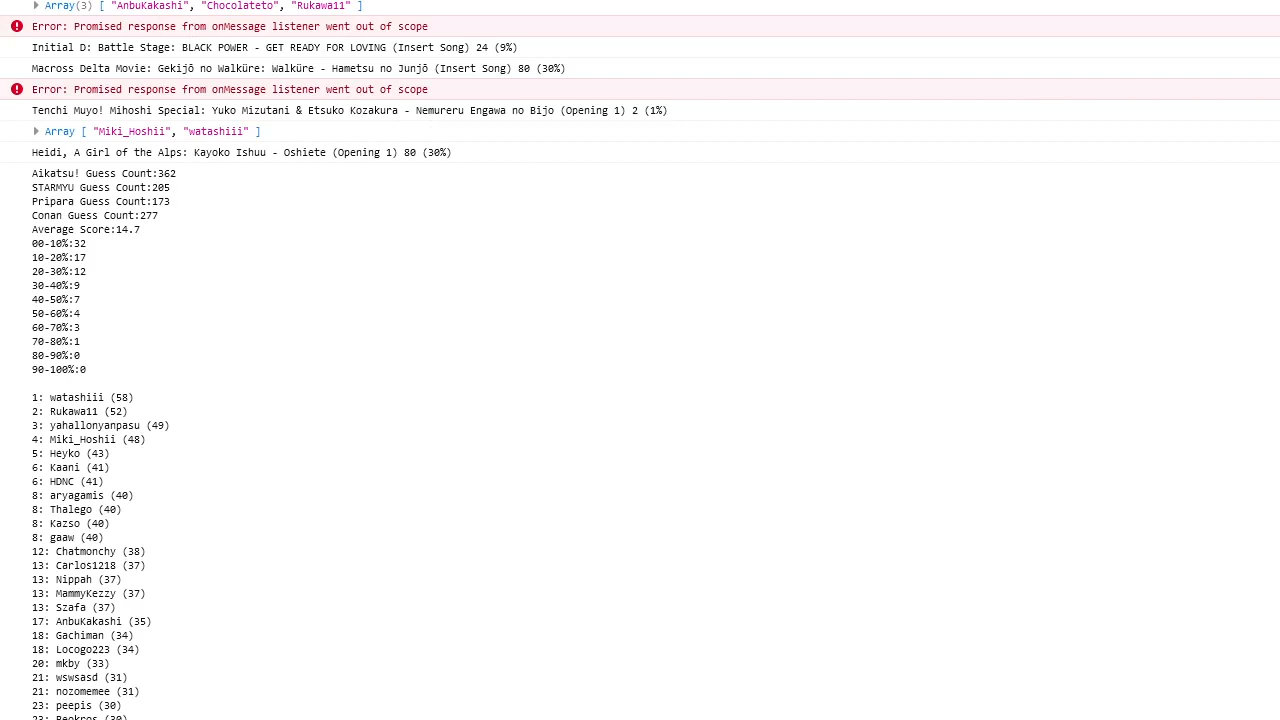 Array(3) [ "AnbuKakashi", "Chocolateto", "Rukawa11" ]
Error: Promised response from onMessage listener went out of scope
Initial D: Battle Stage: BLACK POWER - GET READY FOR LOVING (Insert Song) 24 (9%)
Macross Delta Movie: Gekijō no Walküre: Walküre - Hametsu no Junjō (Insert Song) 80 (30%)
Error: Promised response from onMessage listener went out of scope
Tenchi Muyo! Mihoshi Special: Yuko Mizutani & Etsuko Kozakura - Nemureru Engawa no Bijo (Opening 1) 2 (1%)
Array [ "Miki_Hoshii", "watashiii" ]
Heidi, A Girl of the Alps: Kayoko Ishuu - Oshiete (Opening 1) 80 (30%)
Aikatsu! Guess Count:362
STARMYU Guess Count:205
Pripara Guess Count:173
Conan Guess Count:277
Average Score:14.7
00-10%:32
10-20%:17
20-30%:12
30-40%:9
40-50%:7
50-60%:4
60-70%:3
70-80%:1
80-90%:0
90-100%:0
1: watashiii (58)
2: Rukawa11 (52)
3: yahallonyanpasu (49)
4: Miki_Hoshii (48)
5: Heyko (43)
6: Kaani (41)
6: HDNC (41)
8: aryagamis (40)
8: Thalego (40)
8: Kazso (40)
8: gaaw (40)
12: Chatmonchy (38)
13: Carlos1218 (37)
13: Nippah (37)
13: MammyKezzy (37)
13: Szafa (37)
17: AnbuKakashi (35)
18: Gachiman (34)
18: Locogo223 (34)
20: mkby (33)
21: wswsasd (31)
21: nozomemee (31)
23: peepis (30)
23: (30)